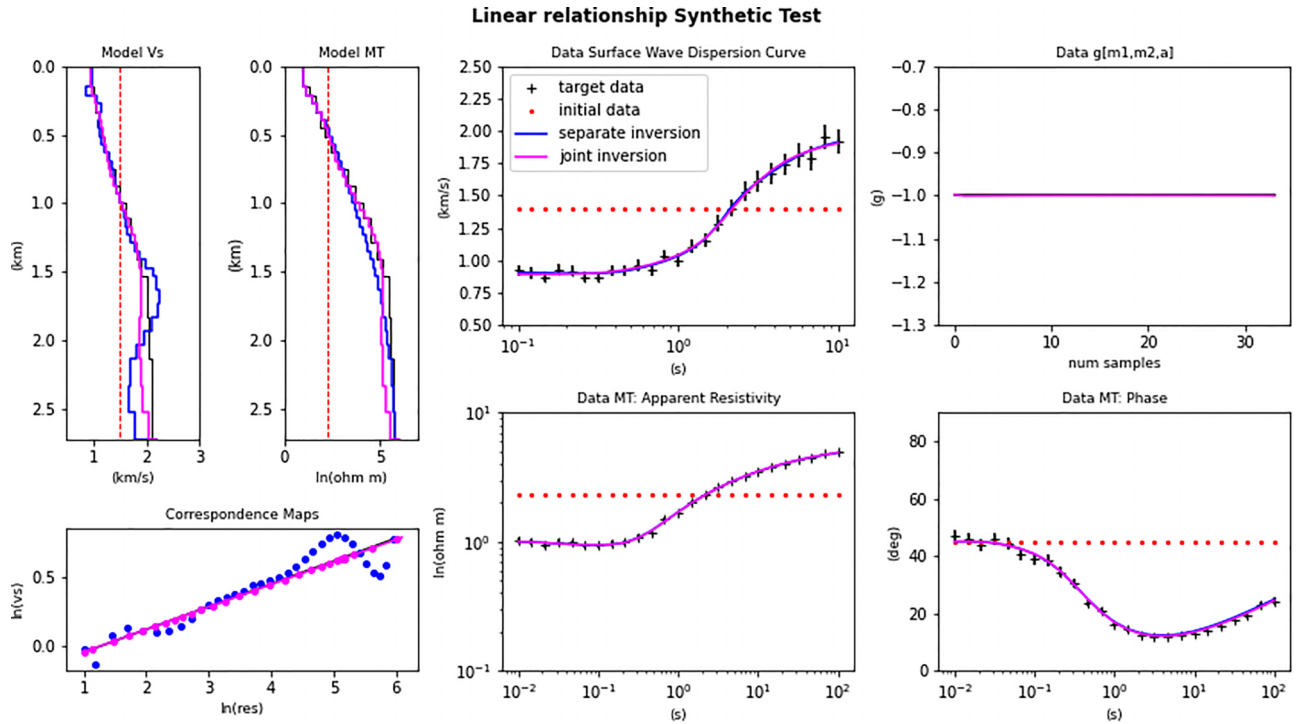 Linear relationship Synthetic Test
Model Vs
0.0
0.5
1.0
1.5
2.0
2.5
(km)
1 2 3
(km/s)
Model MT
0.0
0.5
1.0
1.5
2.0
2.5
(km)
0 5
ln(ohm m)
Data Surface Wave Dispersion Curve
2.50
2.25
2.00
1.75
1.50
1.25
1.00
0.75
0.50
(km/s)
target data
initial data
separate inversion
joint inversion
10⁻¹ 10⁰ 10¹
(s)
Data g[m1,m2,a]
−0.7
−0.8
−0.9
−1.0
−1.1
−1.2
−1.3
(g)
0 10 20 30
num samples
Correspondence Maps
0.5
0.0
ln(vs)
1 2 3 4 5 6
ln(res)
Data MT: Apparent Resistivity
10¹
10⁰
10⁻¹
ln(ohm m)
10⁻² 10⁻¹ 10⁰ 10¹ 10²
(s)
Data MT: Phase
80
60
40
20
0
(deg)
10⁻² 10⁻¹ 10⁰ 10¹ 10²
(s)